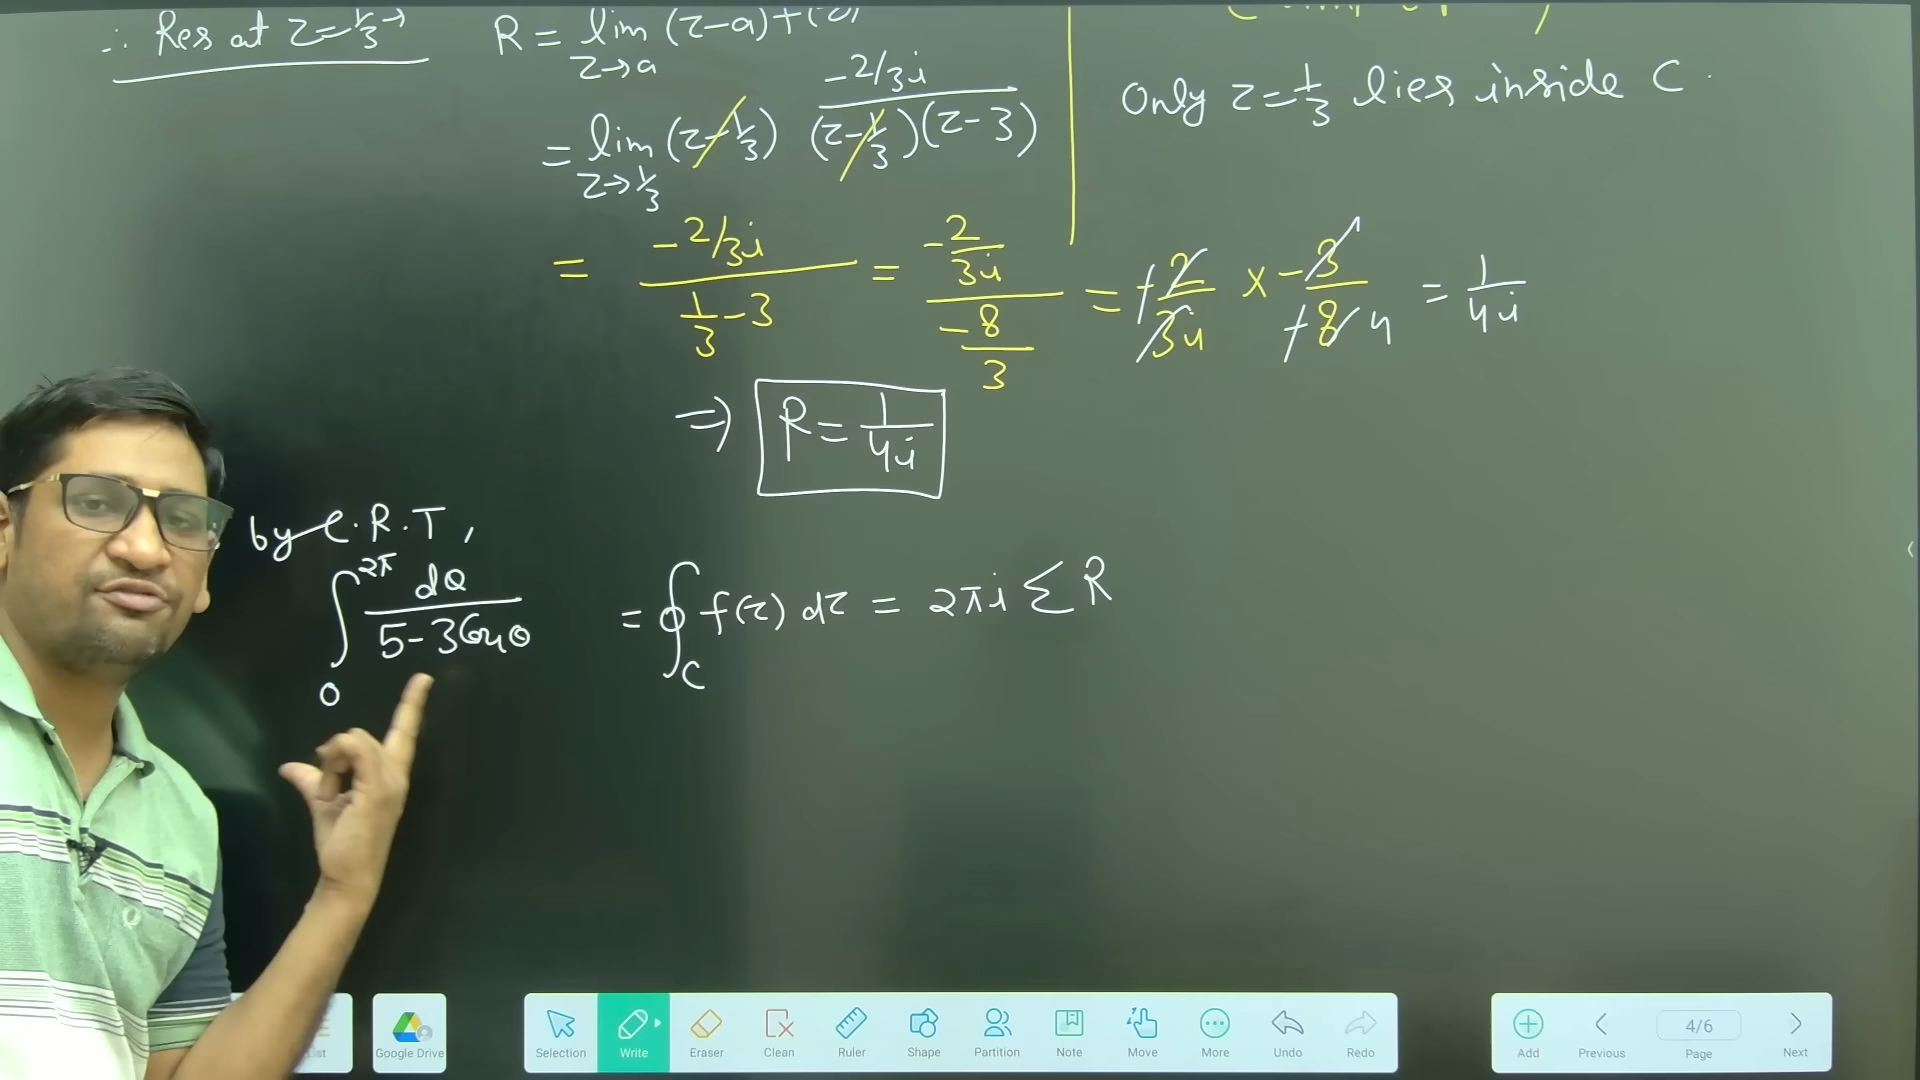 ∴ Res at z=1/3→ R = lim z→a (z-a)f(z)
= lim z→1/3 (z-1/3) (-2/3i)/((z-1/3)(z-3))
Only z=1/3 lies inside C.
= (-2/3i)/(1/3-3) = (-2/3i)/(-8/3) = +2/3i × -3/+8 4 = 1/4i
⇒ R = 1/4i
by C.R.T,
∫0^2π dθ/(5-3Cosθ) = ∮C f(z) dz = 2πi Σ R
Google Drive
Selection Write Eraser Clean Ruler Shape Partition Note Move More Undo Redo
Add Previous 4/6 Page Next